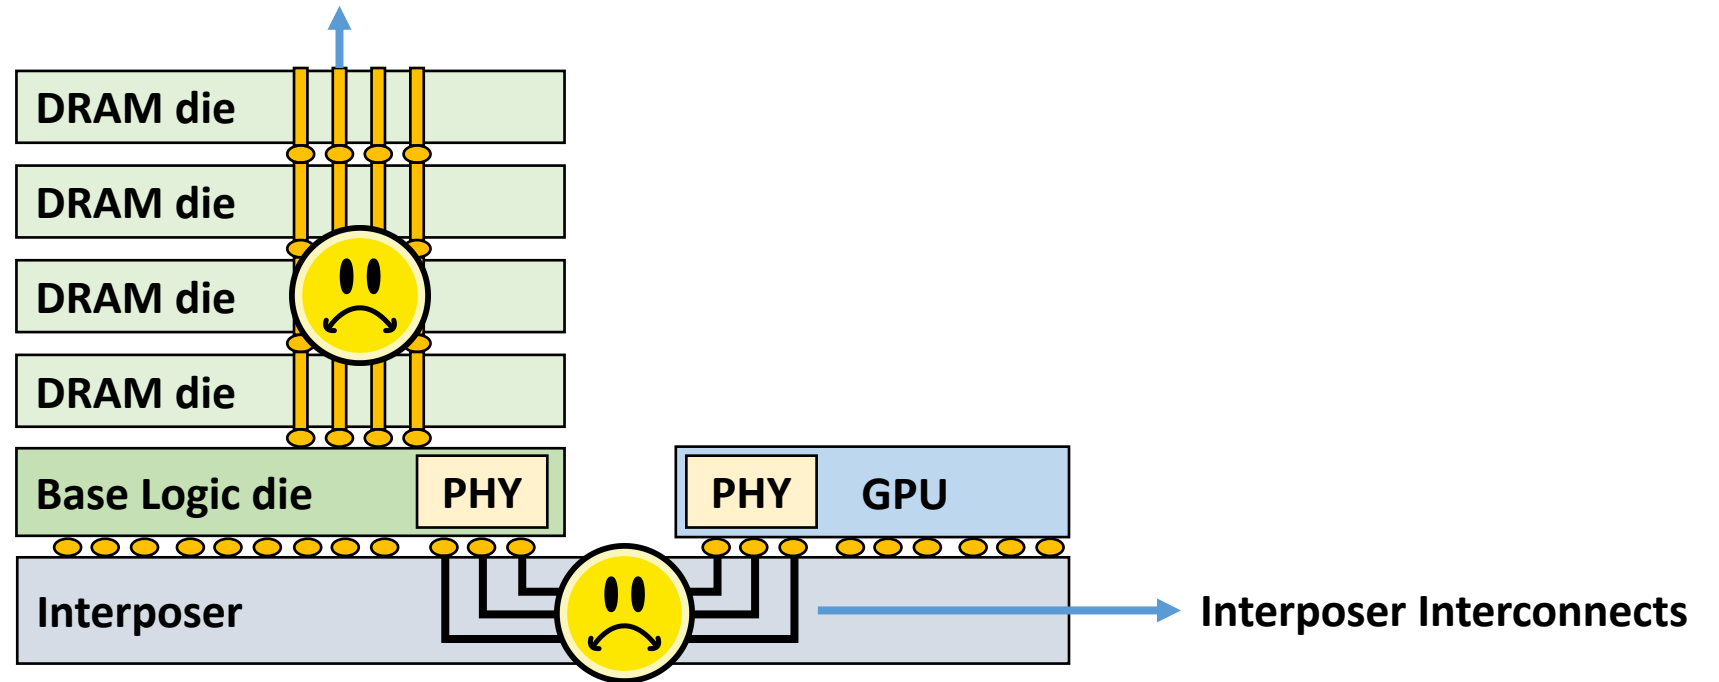 DRAM die
DRAM die
DRAM die
DRAM die
Base Logic die
PHY
PHY
GPU
Interposer
Interposer Interconnects